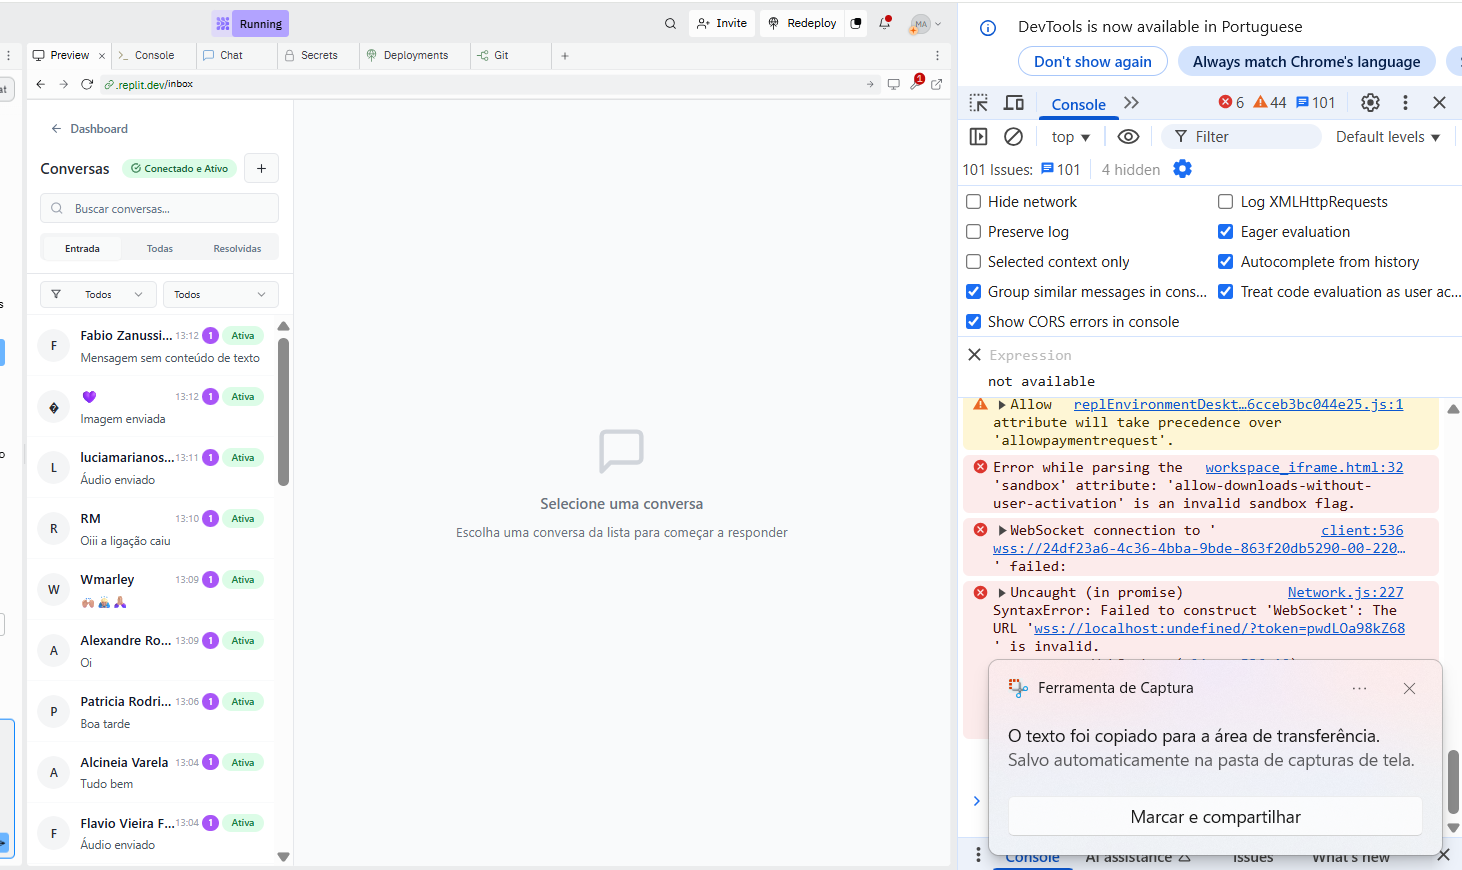 Running
Invite
Redeploy
MA
Preview
Console
Chat
Secrets
Deployments
Git
.replit.dev/inbox
1
Dashboard
Conversas
Conectado e Ativo
Buscar conversas...
Entrada
Todas
Resolvidas
Todos
Todos
F
Fabio Zanussi... 13:12 1 Ativa
Mensagem sem conteúdo de texto
�
💜 13:12 1 Ativa
Imagem enviada
L
luciamarianos... 13:11 1 Ativa
Áudio enviado
R
RM 13:10 1 Ativa
Oiii a ligação caiu
W
Wmarley 13:09 1 Ativa
A
Alexandre Ro... 13:09 1 Ativa
Oi
P
Patricia Rodri... 13:06 1 Ativa
Boa tarde
A
Alcineia Varela 13:04 1 Ativa
Tudo bem
F
Flavio Vieira F... 13:04 1 Ativa
Áudio enviado
Selecione uma conversa
Escolha uma conversa da lista para começar a responder
DevTools is now available in Portuguese
Don't show again
Always match Chrome's language
Console
6 44 101
top
Filter
Default levels
101 Issues: 101
4 hidden
Hide network
Log XMLHttpRequests
Preserve log
Eager evaluation
Selected context only
Autocomplete from history
Group similar messages in cons...
Treat code evaluation as user ac...
Show CORS errors in console
Expression
not available
Allow replEnvironmentDeskt…6cceb3bc044e25.js:1
attribute will take precedence over
'allowpaymentrequest'.
Error while parsing the workspace_iframe.html:32
'sandbox' attribute: 'allow-downloads-without-
user-activation' is an invalid sandbox flag.
WebSocket connection to ' client:536
wss://24df23a6-4c36-4bba-9bde-863f20db5290-00-220…
' failed:
Uncaught (in promise) Network.js:227
SyntaxError: Failed to construct 'WebSocket': The
URL 'wss://localhost:undefined/?token=pwdLOa98kZ68
' is invalid.
Ferramenta de Captura
O texto foi copiado para a área de transferência.
Salvo automaticamente na pasta de capturas de tela.
Marcar e compartilhar
Console
AI assistance
Issues
What's new